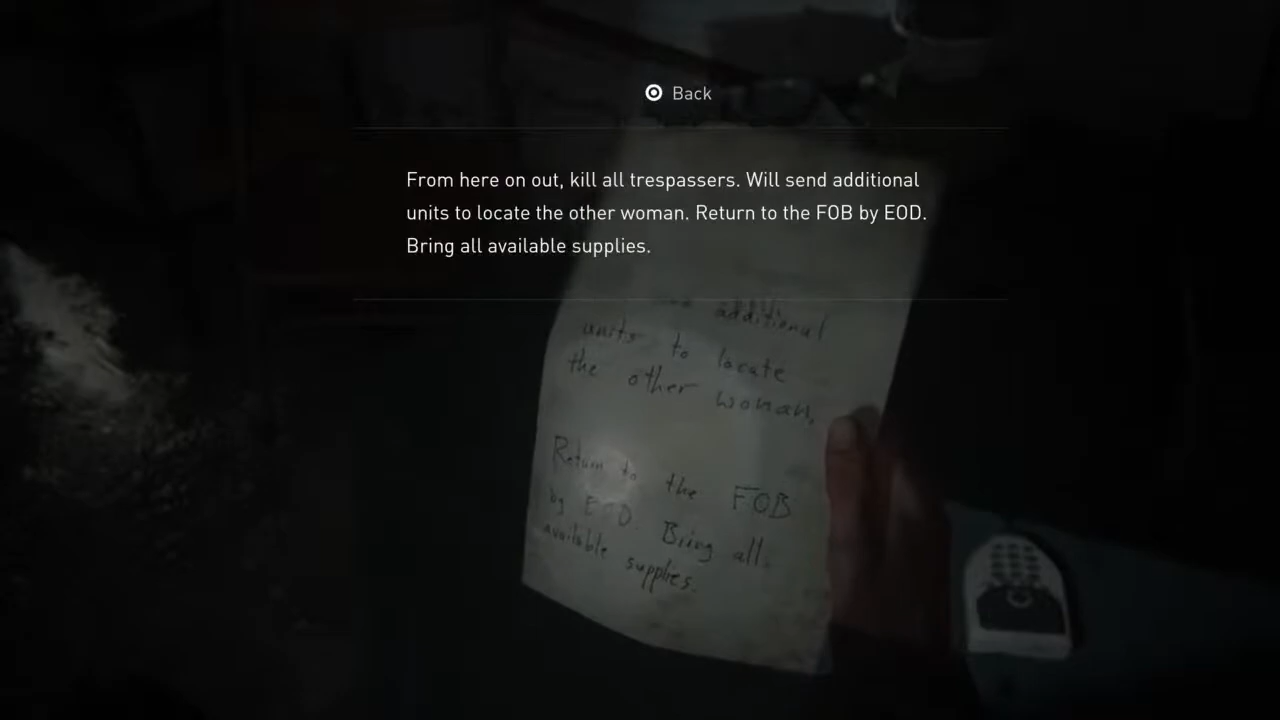 Back
From here on out, kill all trespassers. Will send additional
units to locate the other woman. Return to the FOB by EOD.
Bring all available supplies.
additional
units to locate
the other woman.
Return to the FOB
by EOD. Bring all
available supplies.